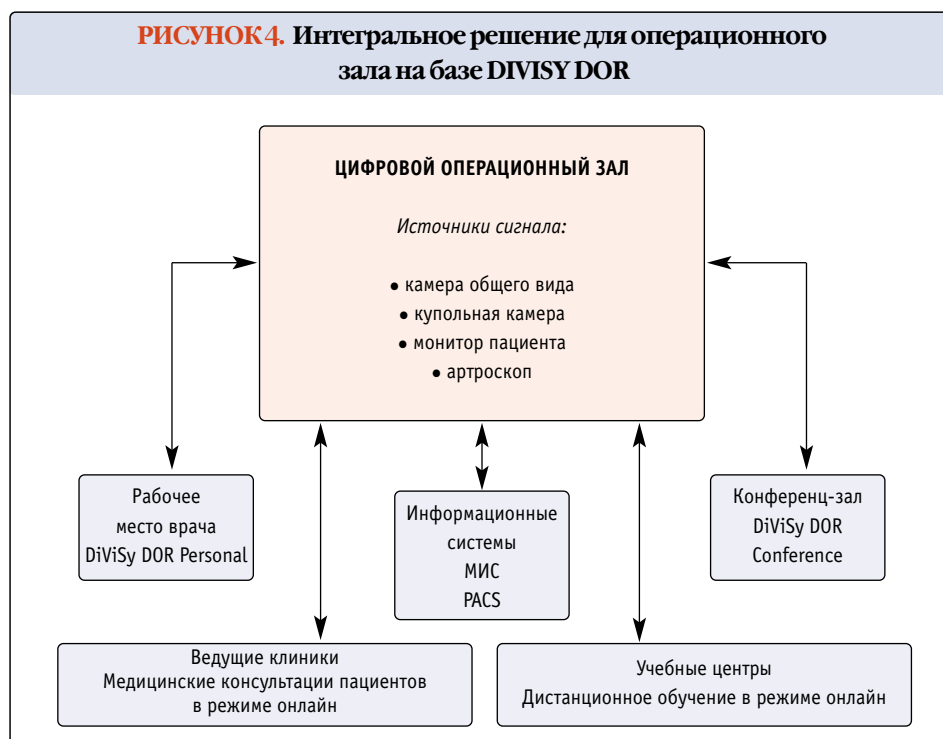 РИСУНОК 4. Интегральное решение для операционного
зала на базе DIVISY DOR
ЦИФРОВОЙ ОПЕРАЦИОННЫЙ ЗАЛ
Источники сигнала:
• камера общего вида
• купольная камера
• монитор пациента
• артроскоп
Рабочее
место врача
DiViSy DOR Personal
Информационные
системы
МИС
PACS
Конференц-зал
DiViSy DOR
Conference
Ведущие клиники
Медицинские консультации пациентов
в режиме онлайн
Учебные центры
Дистанционное обучение в режиме онлайн